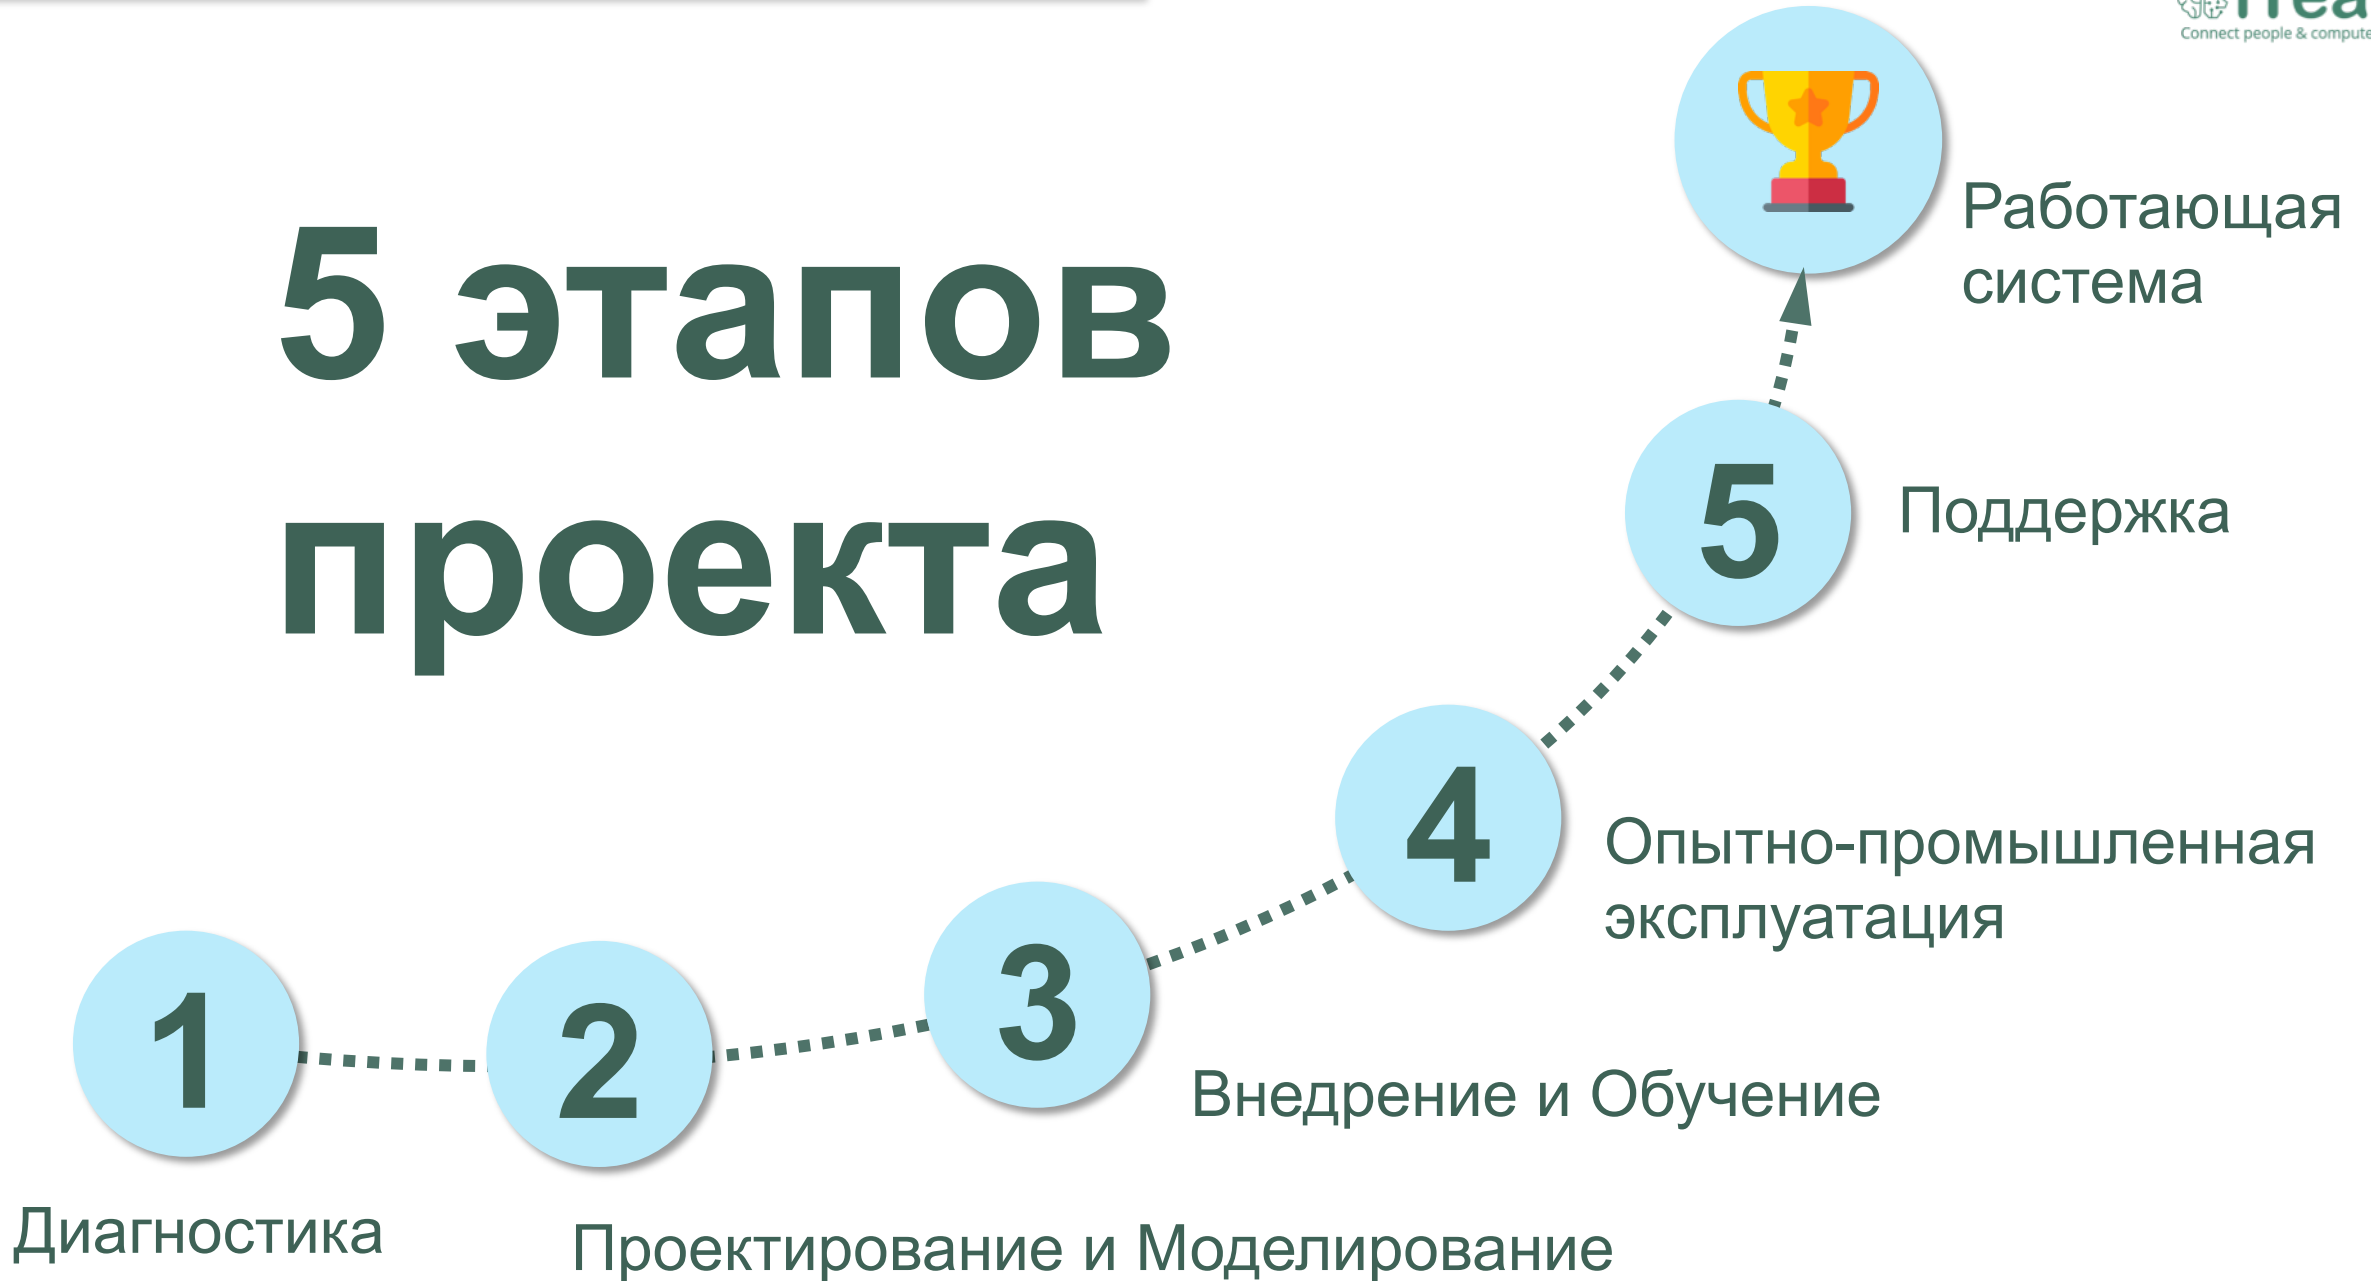 5 этапов
проекта
Connect people &
Работающая
система
5
Поддержка
4
Опытно-промышленная
эксплуатация
3
Внедрение и Обучение
2
Проектирование и Моделирование
1
Диагностика